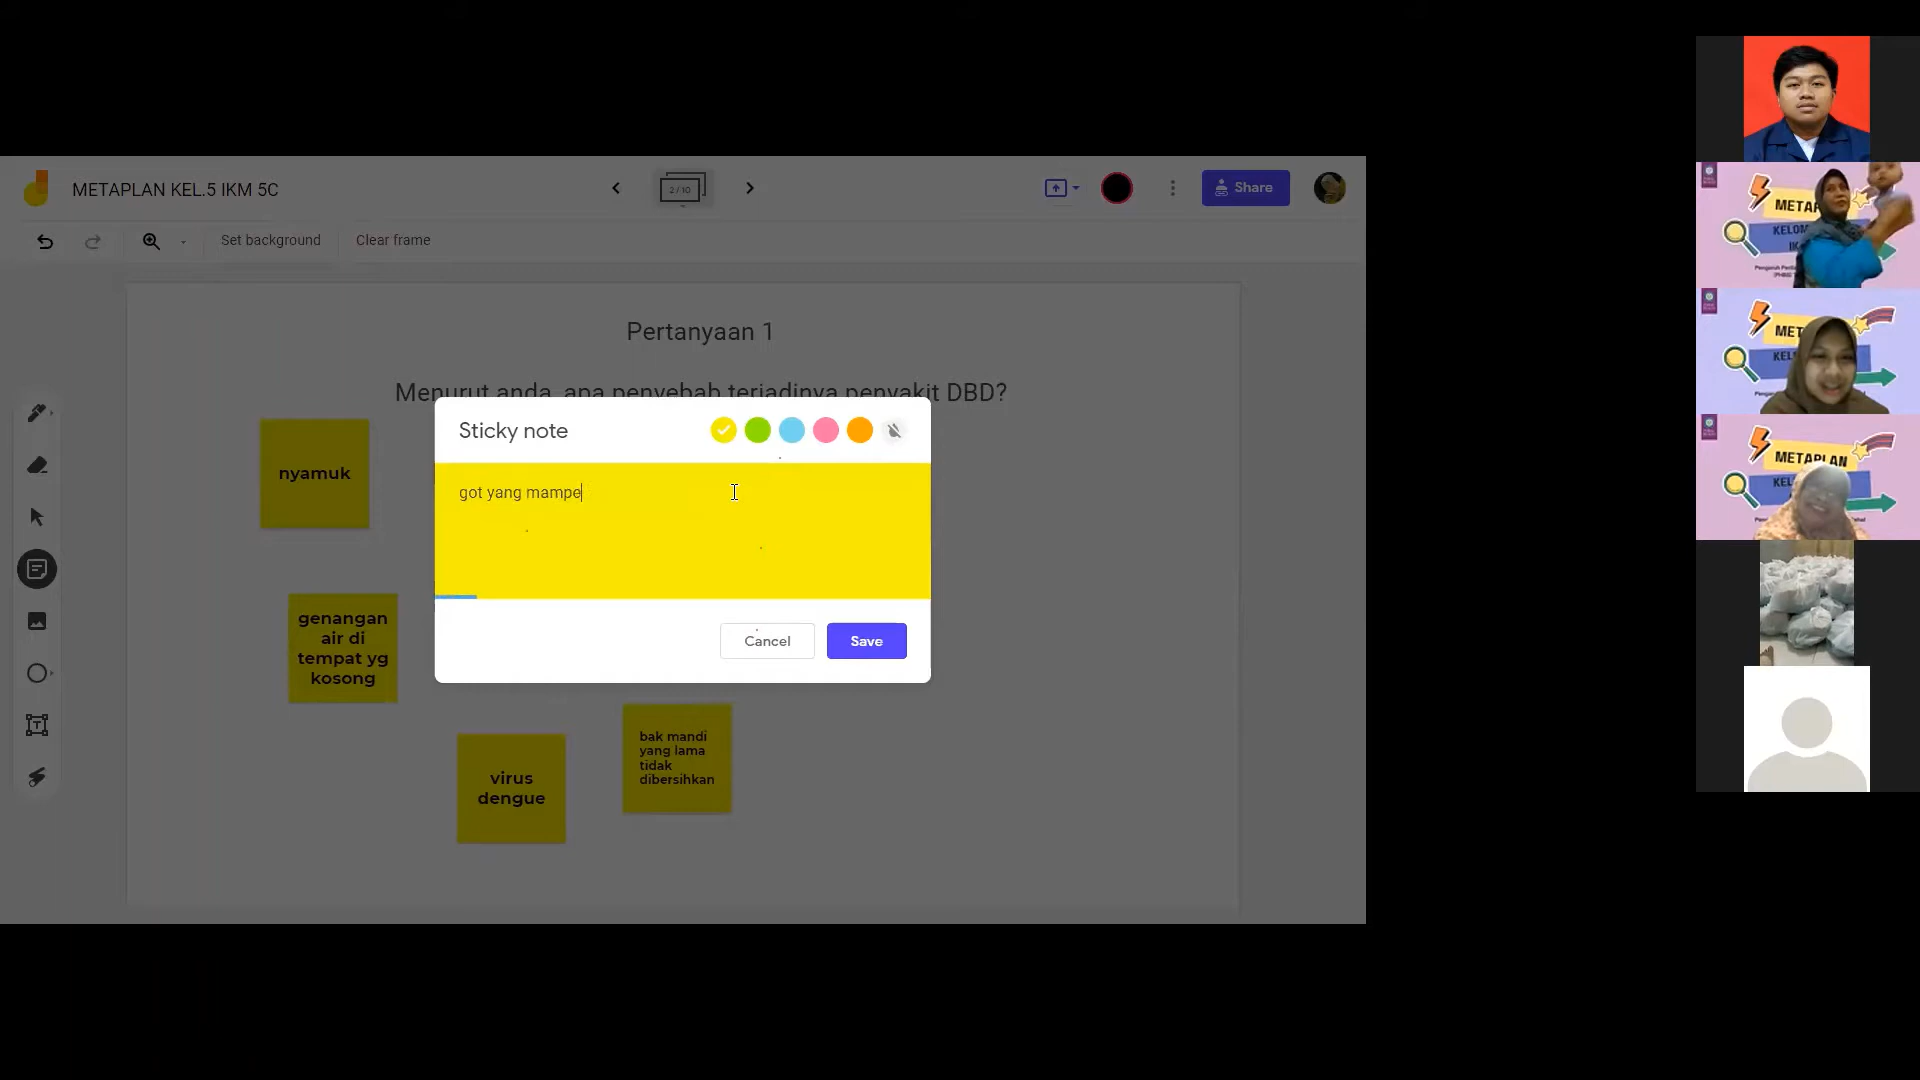 METAPLAN KEL.5 IKM 5C
2 / 10
Share
Set background
Clear frame
Pertanyaan 1
Menurut anda, apa penyebab terjadinya penyakit DBD?
nyamuk
Sticky note
got yang mampe
Cancel
Save
genangan
air di
tempat yg
kosong
virus
dengue
bak mandi
yang lama
tidak
dibersihkan
METAPLAN